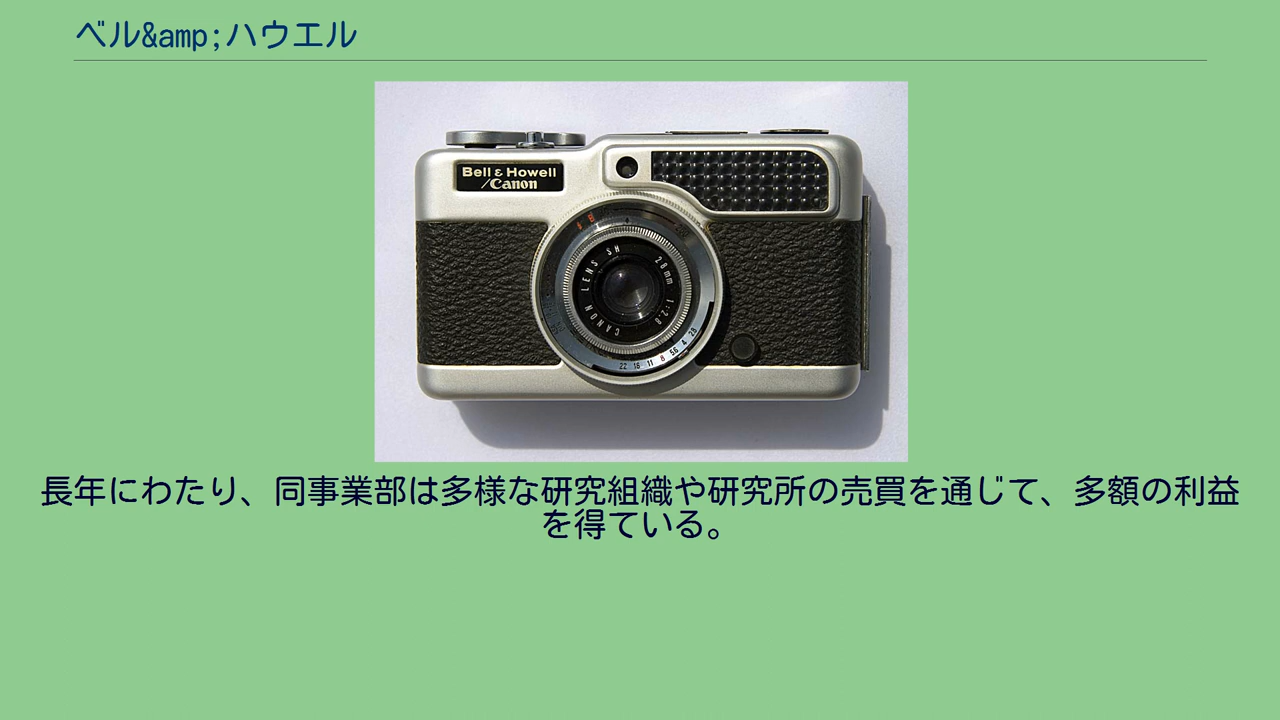 ベル&amp;ハウエル
Bell & Howell
/Canon
CANON LENS SH 28mm 1:2.8
22 16 11 8 5.6 4 2.8
長年にわたり、同事業部は多様な研究組織や研究所の売買を通じて、多額の利益
を得ている。